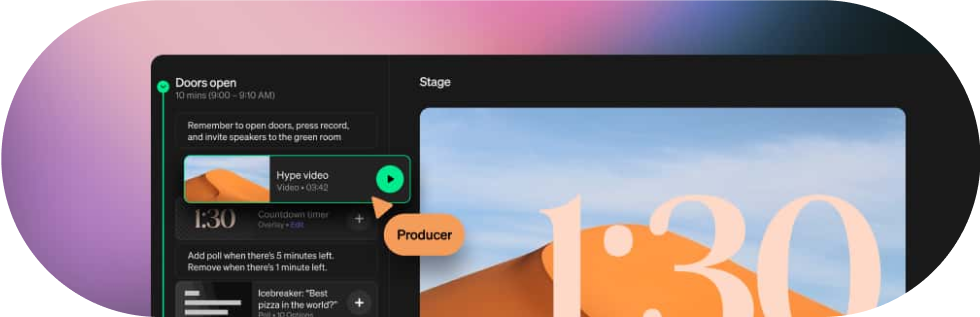 Doors open
10 mins (9:00 – 9:10 AM)
Remember to open doors, press record,
and invite speakers to the green room
Hype video
Video • 03:42
1:30
Countdown timer
Overlay • Edit
Producer
Add poll when there's 5 minutes left.
Remove when there's 1 minute left.
Icebreaker: "Best
pizza in the world?"
Poll • 10 Options
Stage
1:30